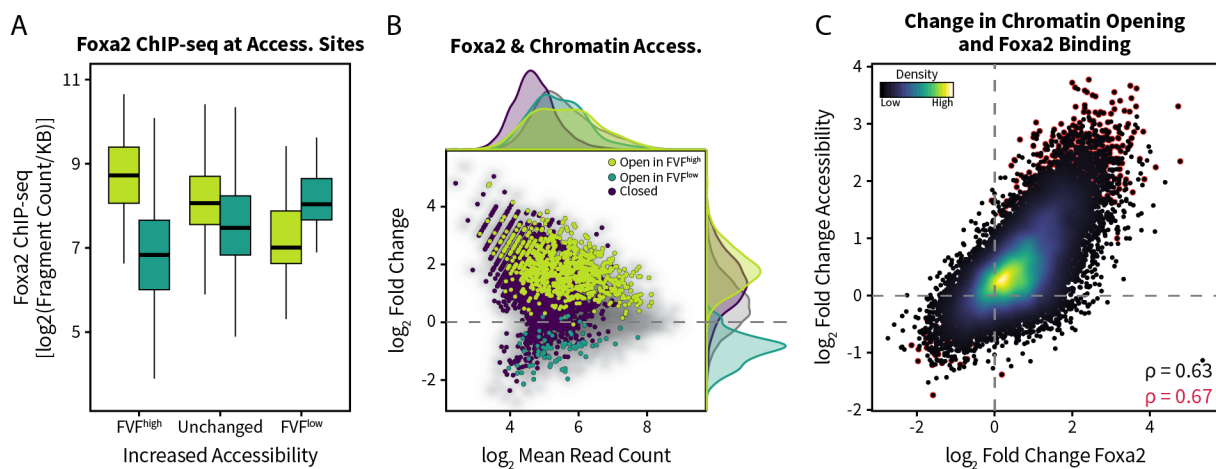 A
Foxa2 ChIP-seq at Access. Sites
Foxa2 ChIP-seq
[log2(Fragment Count/KB)]
11
9
7
5
FVFhigh
Unchanged
FVFlow
Increased Accessibility
B
Foxa2 & Chromatin Access.
Open in FVFhigh
Open in FVFlow
Closed
log2 Fold Change
4
2
0
-2
4
6
8
log2 Mean Read Count
C
Change in Chromatin Opening
and Foxa2 Binding
Density
Low
High
log2 Fold Change Accessibility
4
3
2
1
0
-1
-2
ρ = 0.63
ρ = 0.67
-2
0
2
4
log2 Fold Change Foxa2